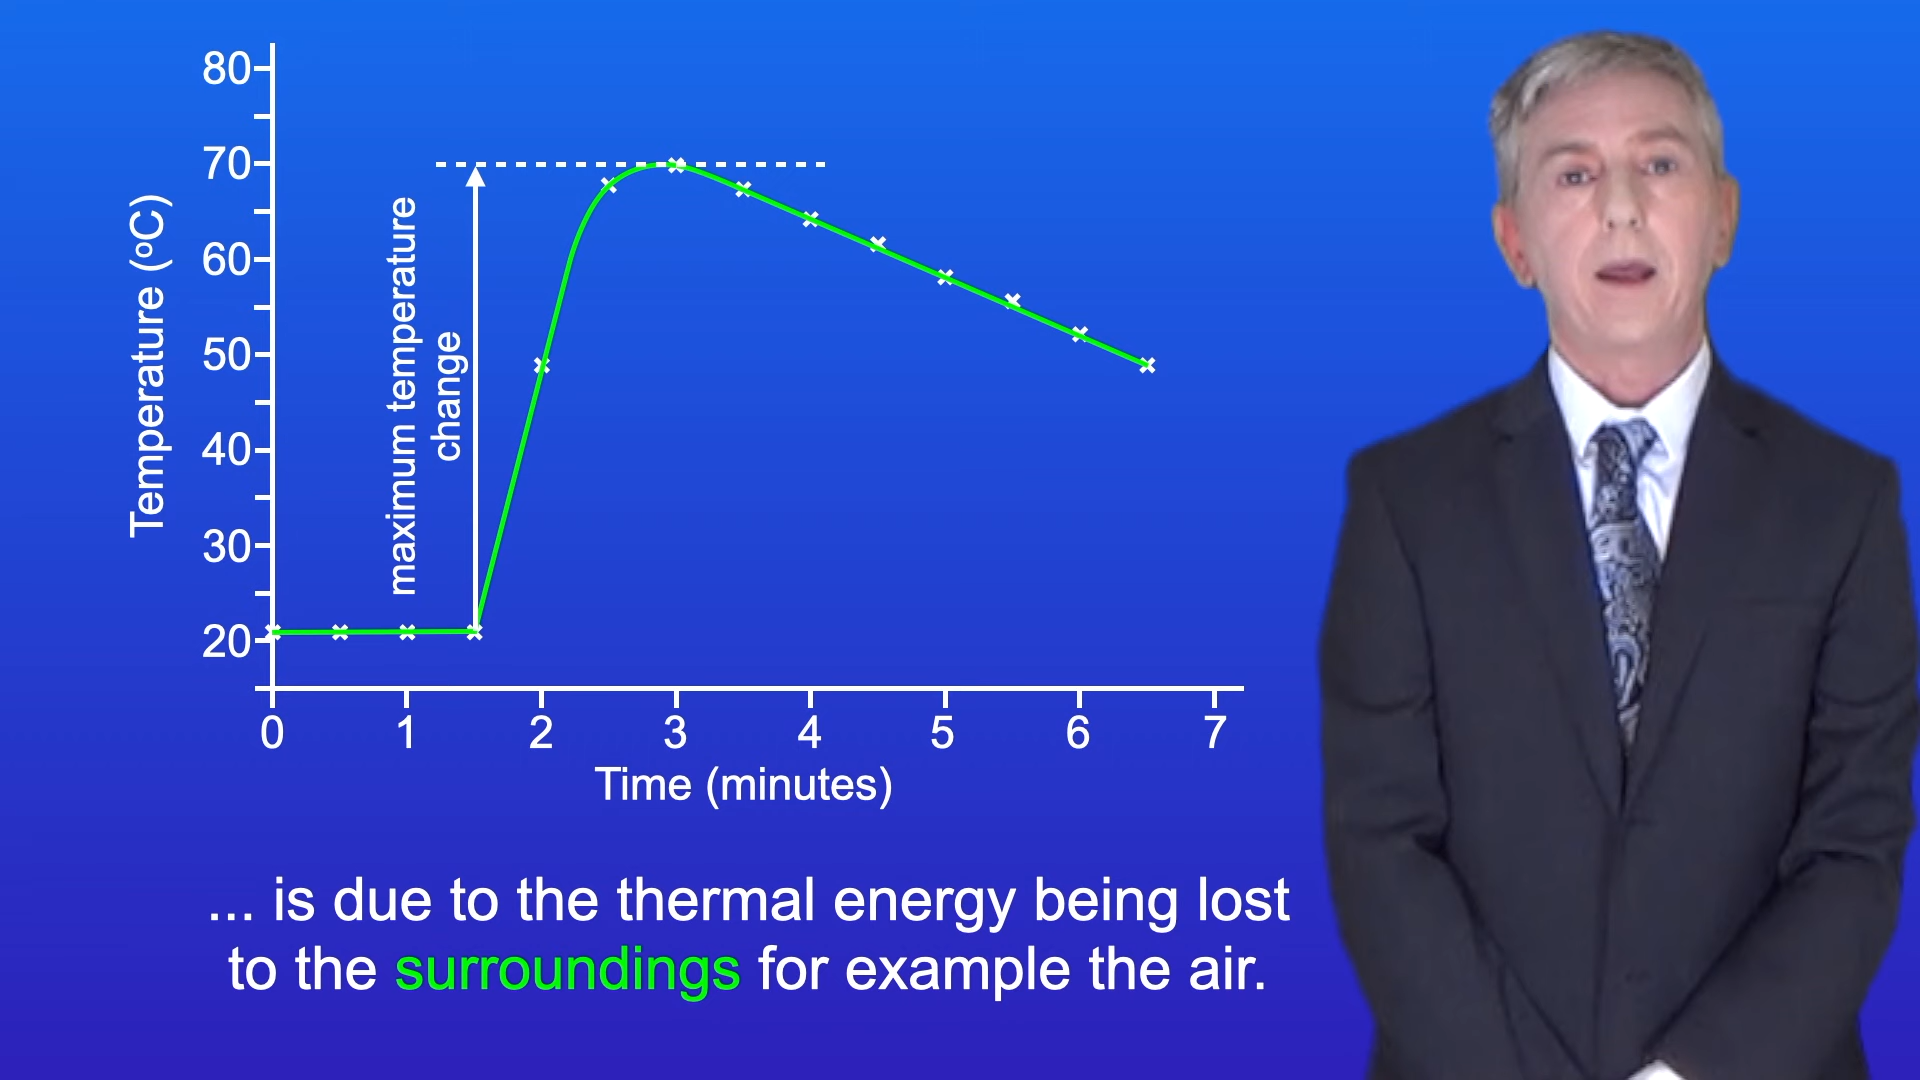 80
70
60
50
40
30
20
Temperature (oC)
maximum temperature
change
0 1 2 3 4 5 6 7
Time (minutes)
... is due to the thermal energy being lost
to the surroundings for example the air.